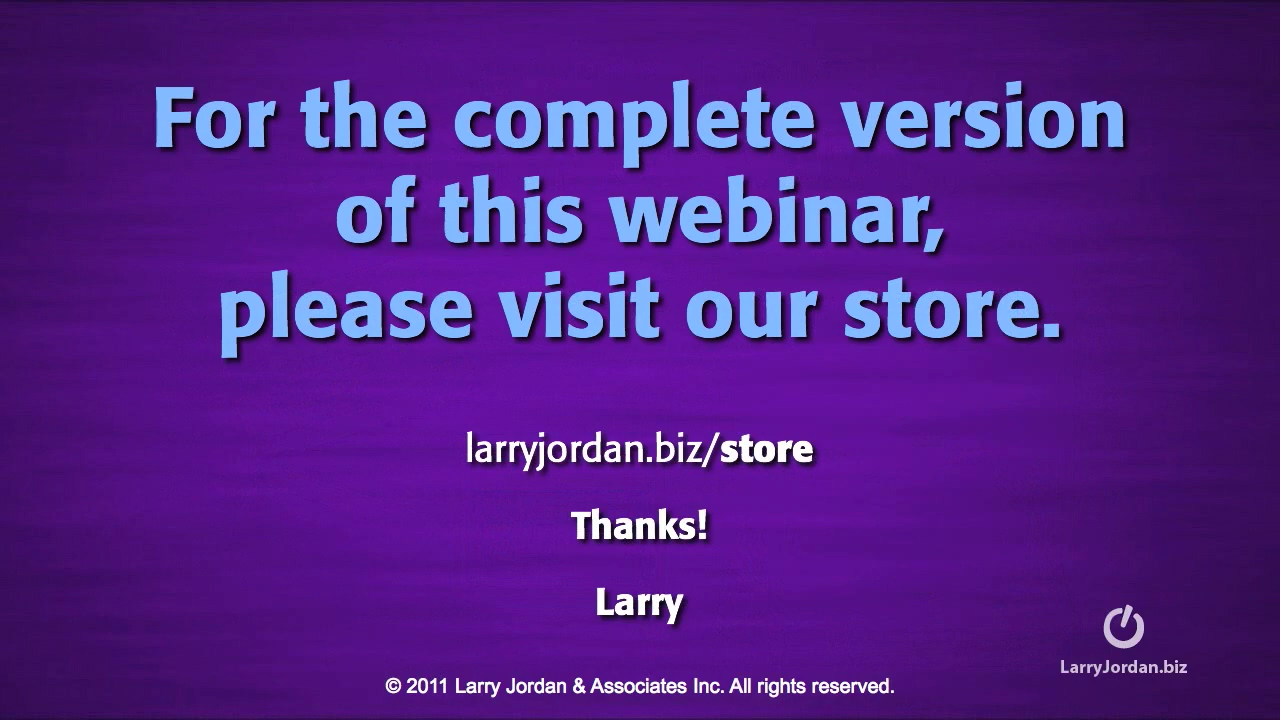 For the complete version
of this webinar,
please visit our store.
larryjordan.biz/store
Thanks!
Larry
LarryJordan.biz
© 2011 Larry Jordan & Associates Inc. All rights reserved.